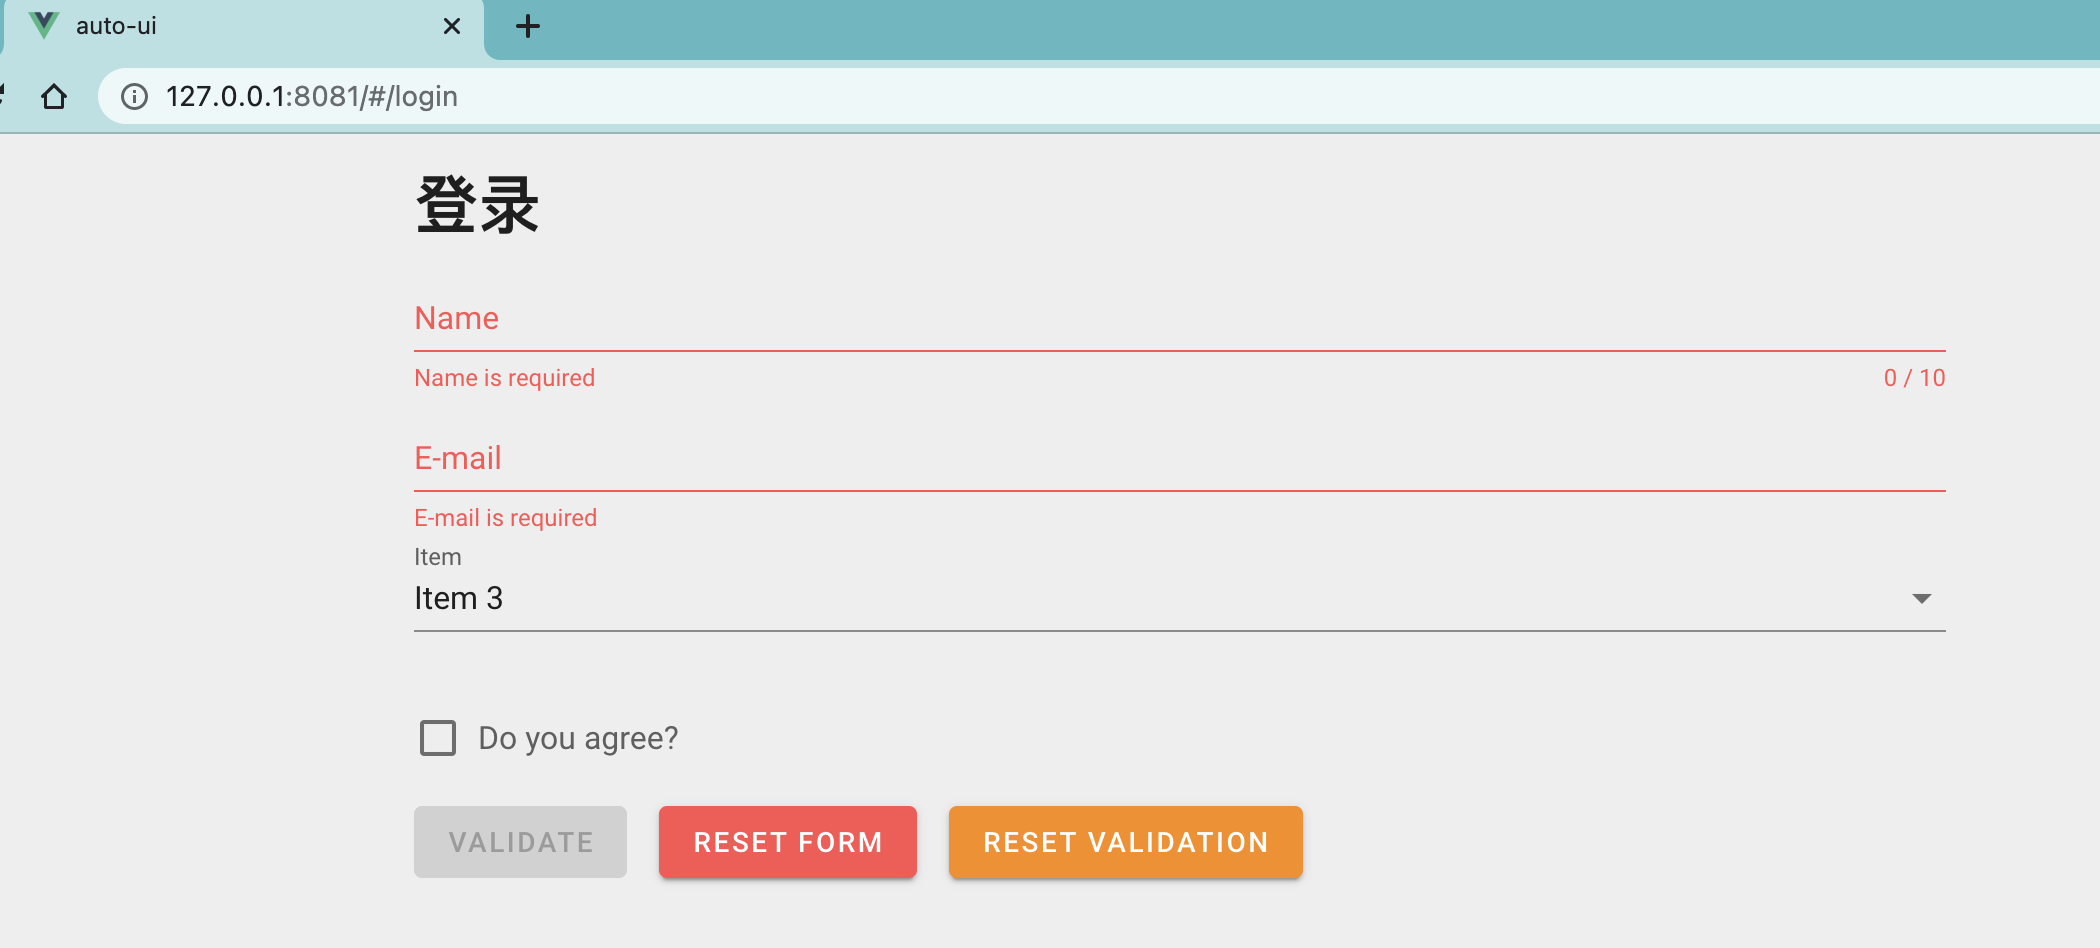 auto-ui
127.0.0.1:8081/#/login
登录
Name
Name is required 0 / 10
E-mail
E-mail is required
Item
Item 3
Do you agree?
VALIDATE RESET FORM RESET VALIDATION